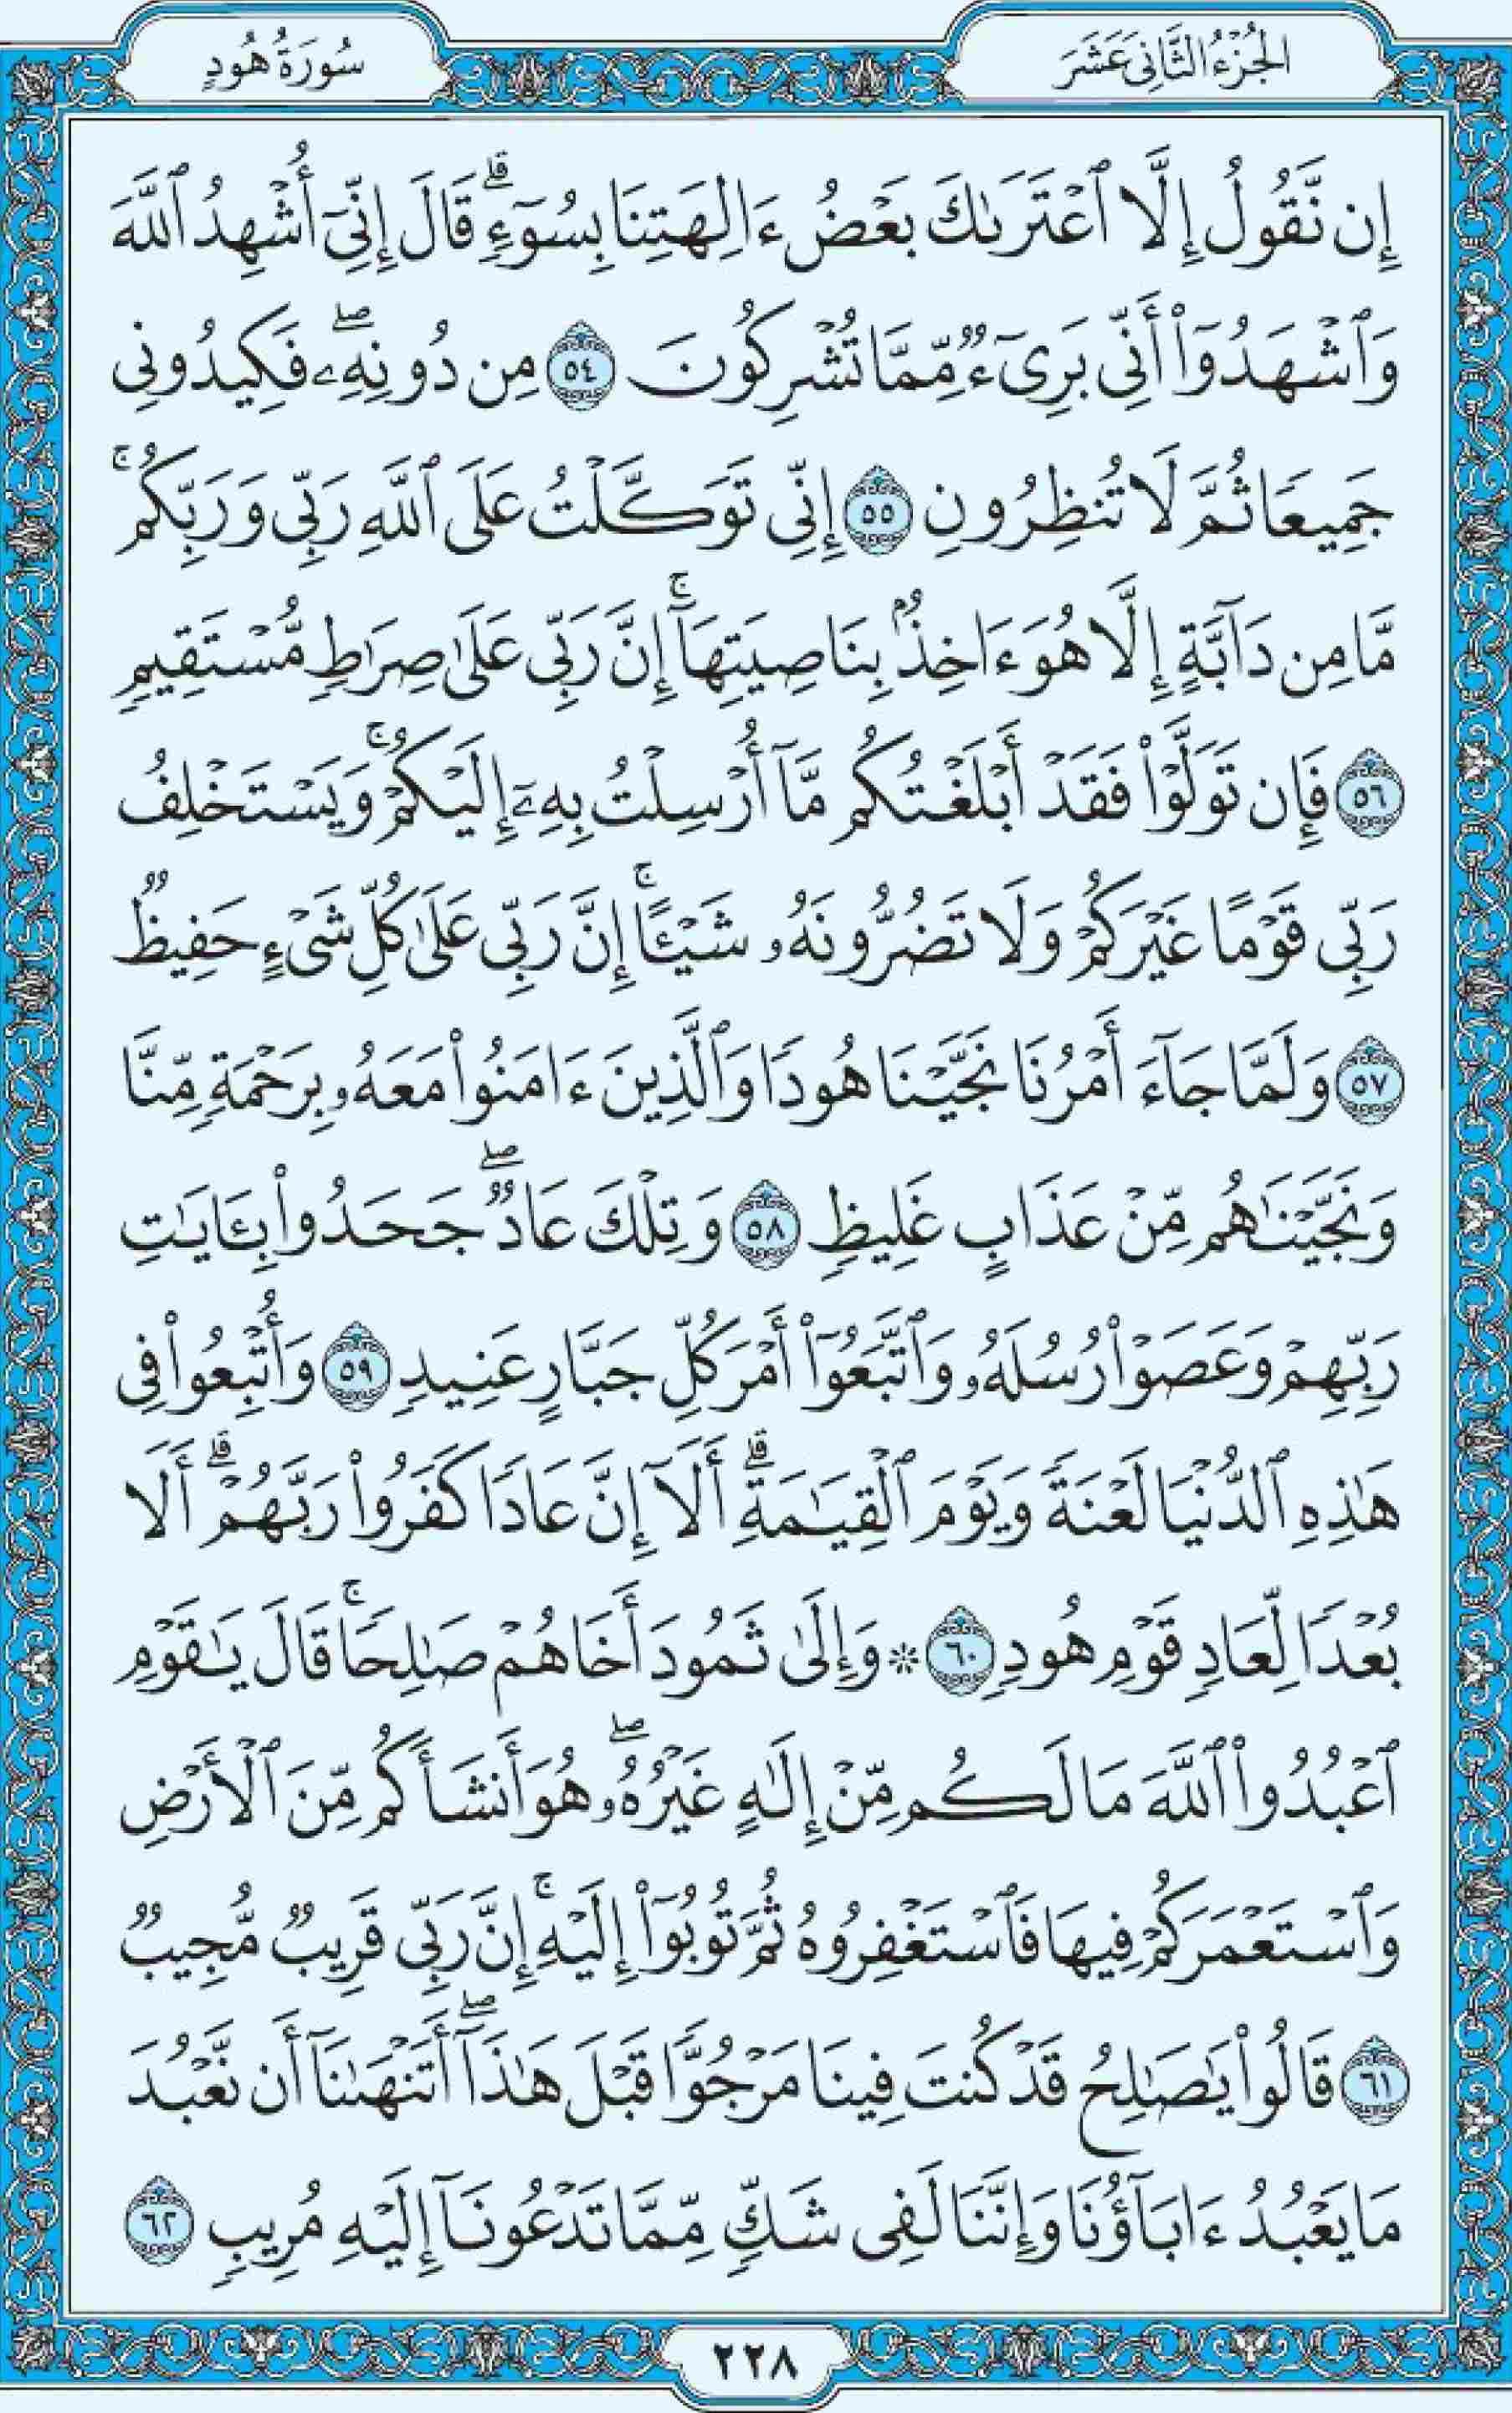 الجُزْءُ الثَّانِي عَشَرَ
سُورَةُ هُودٍ
إِن نَّقُولُ إِلَّا ٱعْتَرَىٰكَ بَعْضُ ءَالِهَتِنَا بِسُوٓءٍۗ قَالَ إِنِّىٓ أُشْهِدُ ٱللَّهَ
وَٱشْهَدُوٓا۟ أَنِّى بَرِىٓءٌ مِّمَّا تُشْرِكُونَ ٥٤ مِن دُونِهِۦۖ فَكِيدُونِى
جَمِيعًا ثُمَّ لَا تُنظِرُونِ ٥٥ إِنِّى تَوَكَّلْتُ عَلَى ٱللَّهِ رَبِّى وَرَبِّكُمۚ
مَّا مِن دَآبَّةٍ إِلَّا هُوَ ءَاخِذٌۢ بِنَاصِيَتِهَآۚ إِنَّ رَبِّى عَلَىٰ صِرَٰطٍ مُّسْتَقِيمٍ
٥٦ فَإِن تَوَلَّوْا۟ فَقَدْ أَبْلَغْتُكُم مَّآ أُرْسِلْتُ بِهِۦٓ إِلَيْكُمْۚ وَيَسْتَخْلِفُ
رَبِّى قَوْمًا غَيْرَكُمْ وَلَا تَضُرُّونَهُۥ شَيْـًٔاۚ إِنَّ رَبِّى عَلَىٰ كُلِّ شَىْءٍ حَفِيظٌ
٥٧ وَلَمَّا جَآءَ أَمْرُنَا نَجَّيْنَا هُودًا وَٱلَّذِينَ ءَامَنُوا۟ مَعَهُۥ بِرَحْمَةٍ مِّنَّا
وَنَجَّيْنَٰهُم مِّنْ عَذَابٍ غَلِيظٍ ٥٨ وَتِلْكَ عَادٌۖ جَحَدُوا۟ بِـَٔايَٰتِ
رَبِّهِمْ وَعَصَوْا۟ رُسُلَهُۥ وَٱتَّبَعُوٓا۟ أَمْرَ كُلِّ جَبَّارٍ عَنِيدٍ ٥٩ وَأُتْبِعُوا۟ فِى
هَٰذِهِ ٱلدُّنْيَا لَعْنَةً وَيَوْمَ ٱلْقِيَٰمَةِۗ أَلَآ إِنَّ عَادًا كَفَرُوا۟ رَبَّهُمْۗ أَلَا
بُعْدًا لِّعَادٍ قَوْمِ هُودٍ ٦٠ ۞ وَإِلَىٰ ثَمُودَ أَخَاهُمْ صَٰلِحًاۚ قَالَ يَٰقَوْمِ
ٱعْبُدُوا۟ ٱللَّهَ مَا لَكُم مِّنْ إِلَٰهٍ غَيْرُهُۥۖ هُوَ أَنشَأَكُم مِّنَ ٱلْأَرْضِ
وَٱسْتَعْمَرَكُمْ فِيهَا فَٱسْتَغْفِرُوهُ ثُمَّ تُوبُوٓا۟ إِلَيْهِۚ إِنَّ رَبِّى قَرِيبٌ مُّجِيبٌ
٦١ قَالُوا۟ يَٰصَٰلِحُ قَدْ كُنتَ فِينَا مَرْجُوًّا قَبْلَ هَٰذَآۖ أَتَنْهَىٰنَآ أَن نَّعْبُدَ
مَا يَعْبُدُ ءَابَآؤُنَا وَإِنَّنَا لَفِى شَكٍّ مِّمَّا تَدْعُونَآ إِلَيْهِ مُرِيبٍ ٦٢
٢٢٨